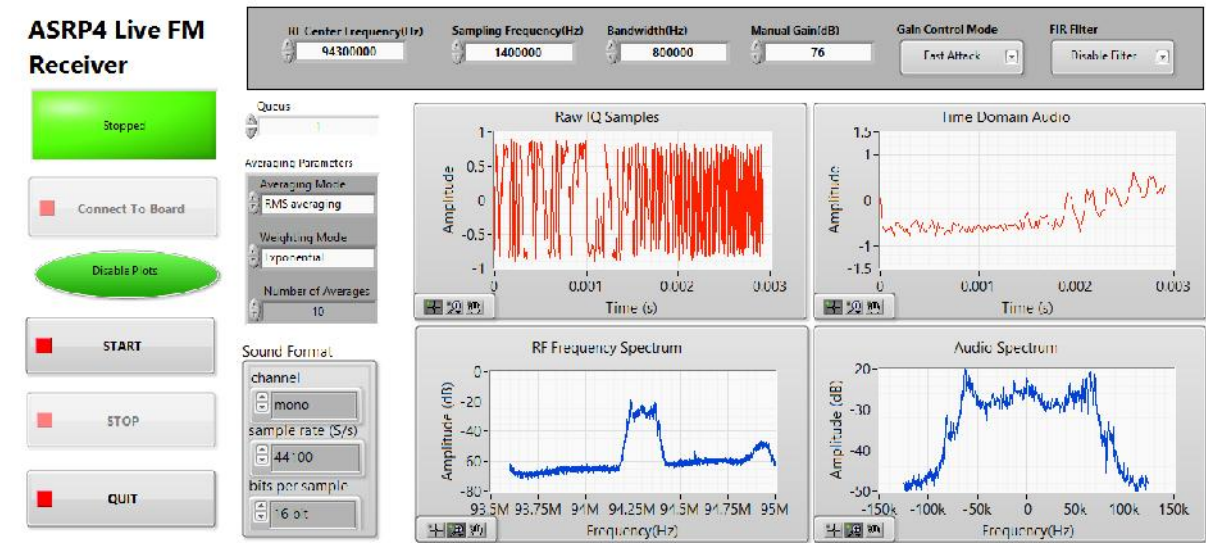 ASRP4 Live FM
Receiver
RF Center Frequency(Hz)
94300000
Sampling Frequency(Hz)
1400000
Bandwidth(Hz)
800000
Manual Gain(dB)
76
Gain Control Mode
Fast Attack
FIR Filter
Disable Filter
Stopped
Connect To Board
Disable Plots
START
STOP
QUIT
Queue
1
Averaging Parameters
Averaging Mode
RMS averaging
Weighting Mode
Exponential
Number of Averages
10
Sound Format
channel
mono
sample rate (S/s)
44100
bits per sample
16 bit
Raw IQ Samples
Amplitude
1
0.5
0
-0.5
-1
0 0.001 0.002 0.003
Time (s)
Time Domain Audio
Amplitude
1.5
1
0
-1
-1.5
0 0.001 0.002 0.003
Time (s)
RF Frequency Spectrum
Amplitude (dB)
0
-20
-40
-60
-80
93.5M 93.75M 94M 94.25M 94.5M 94.75M 95M
Frequency(Hz)
Audio Spectrum
Amplitude (dB)
-20
-30
-40
-50
-150k -100k -50k 0 50k 100k 150k
Frequency(Hz)